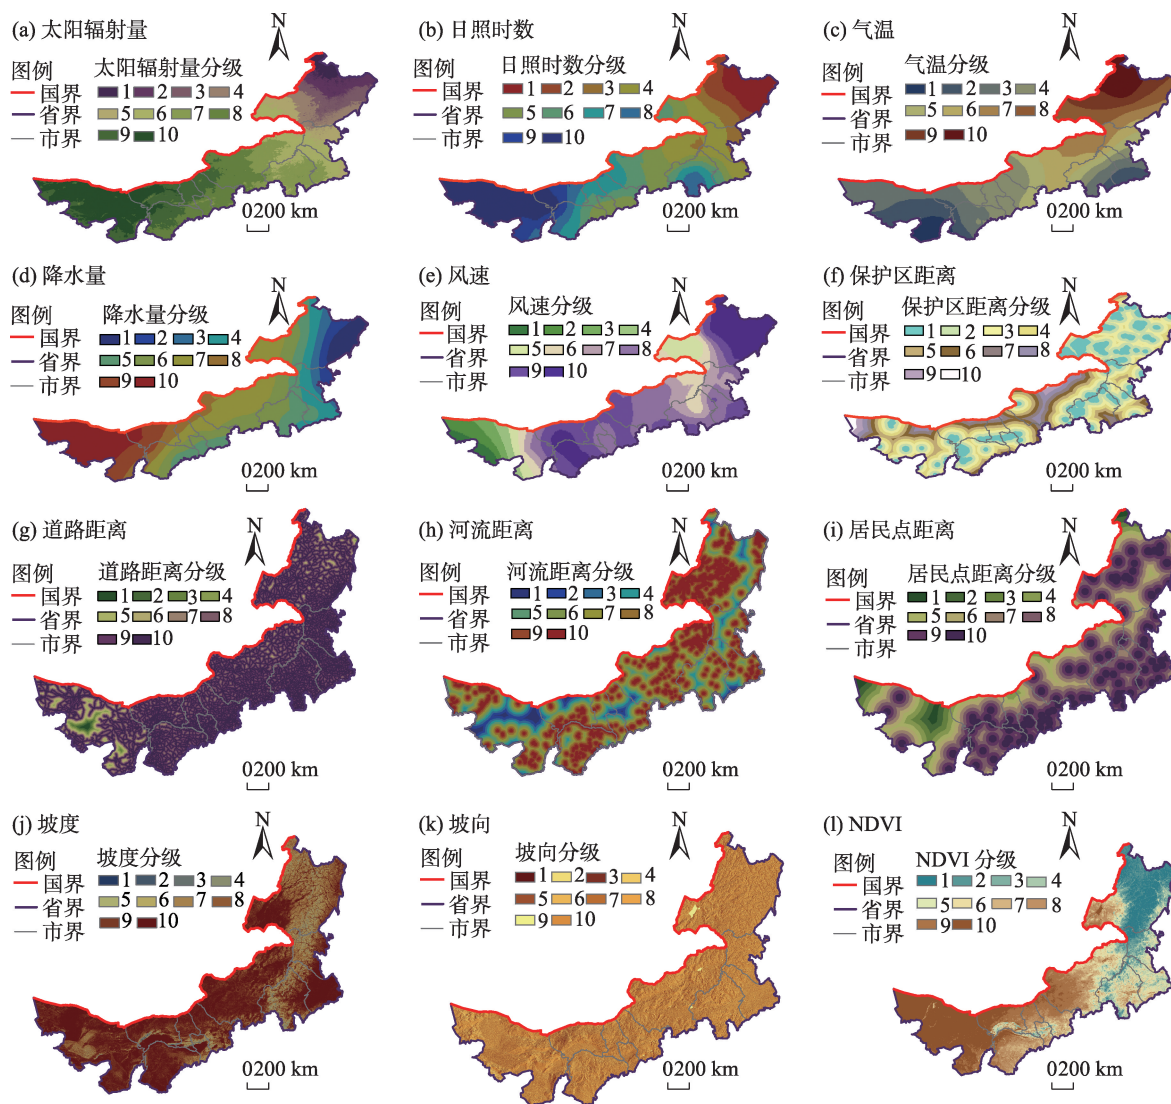 (a) 太阳辐射量
N
图例
太阳辐射量分级
国界
1 2 3 4
省界
5 6 7 8
市界
9 10
0200 km
(b) 日照时数
N
图例
日照时数分级
国界
1 2 3 4
省界
5 6 7 8
市界
9 10
0200 km
(c) 气温
N
图例
气温分级
国界
1 2 3 4
省界
5 6 7 8
市界
9 10
0200 km
(d) 降水量
N
图例
降水量分级
国界
1 2 3 4
省界
5 6 7 8
市界
9 10
0200 km
(e) 风速
N
图例
风速分级
国界
1 2 3 4
省界
5 6 7 8
市界
9 10
0200 km
(f) 保护区距离
N
图例
保护区距离分级
国界
1 2 3 4
省界
5 6 7 8
市界
9 10
0200 km
(g) 道路距离
N
图例
道路距离分级
国界
1 2 3 4
省界
5 6 7 8
市界
9 10
0200 km
(h) 河流距离
N
图例
河流距离分级
国界
1 2 3 4
省界
5 6 7 8
市界
9 10
0200 km
(i) 居民点距离
N
图例
居民点距离分级
国界
1 2 3 4
省界
5 6 7 8
市界
9 10
0200 km
(j) 坡度
N
图例
坡度分级
国界
1 2 3 4
省界
5 6 7 8
市界
9 10
0200 km
(k) 坡向
N
图例
坡向分级
国界
1 2 3 4
省界
5 6 7 8
市界
9 10
0200 km
(l) NDVI
N
图例
NDVI 分级
国界
1 2 3 4
省界
5 6 7 8
市界
9 10
0200 km